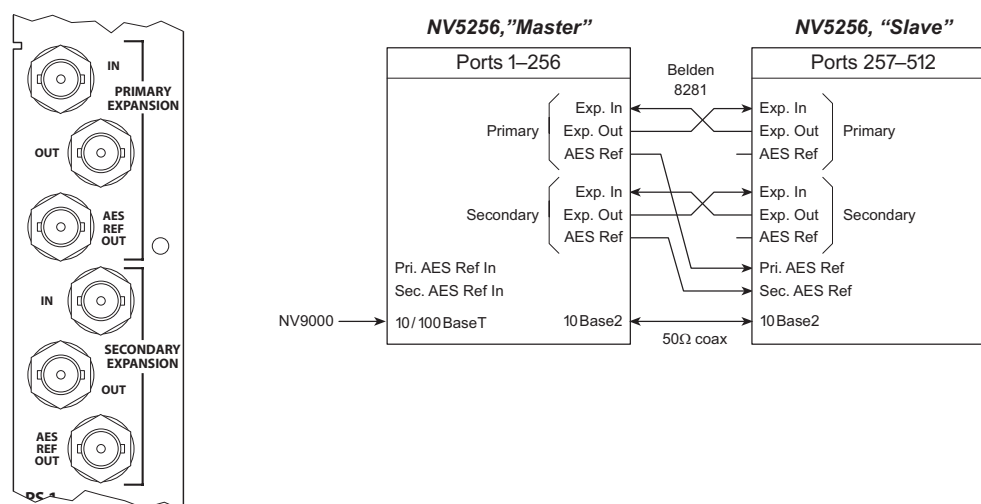 IN
PRIMARY
EXPANSION
OUT
AES
REF
OUT
IN
SECONDARY
EXPANSION
OUT
AES
REF
OUT
NV5256,"Master"
Ports 1–256
Primary
Exp. In
Exp. Out
AES Ref
Secondary
Exp. In
Exp. Out
AES Ref
Pri. AES Ref In
Sec. AES Ref In
NV9000
10/100BaseT
10Base2
Belden
8281
50Ω coax
NV5256, “Slave”
Ports 257–512
Exp. In
Exp. Out
AES Ref
Primary
Exp. In
Exp. Out
AES Ref
Secondary
Pri. AES Ref
Sec. AES Ref
10Base2